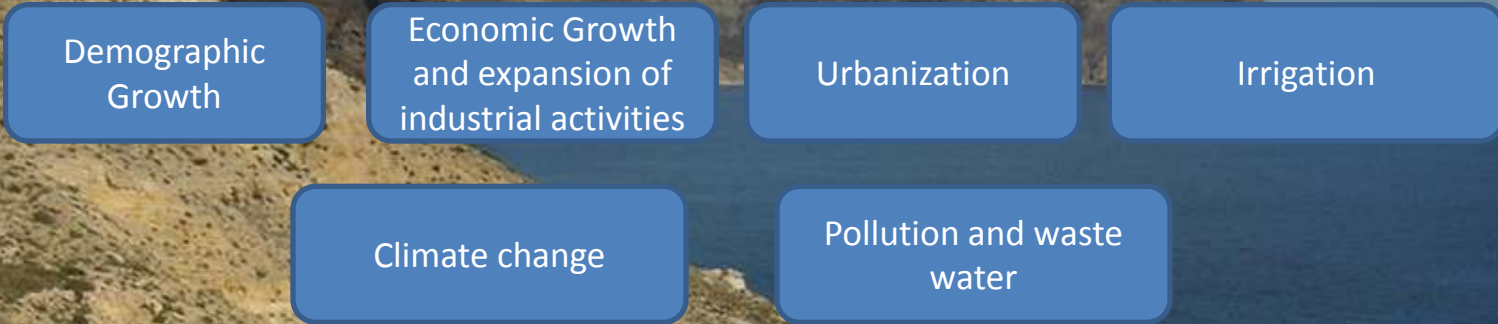 Demographic
Growth
Economic Growth
and expansion of
industrial activities
Urbanization
Irrigation
Climate change
Pollution and waste
water